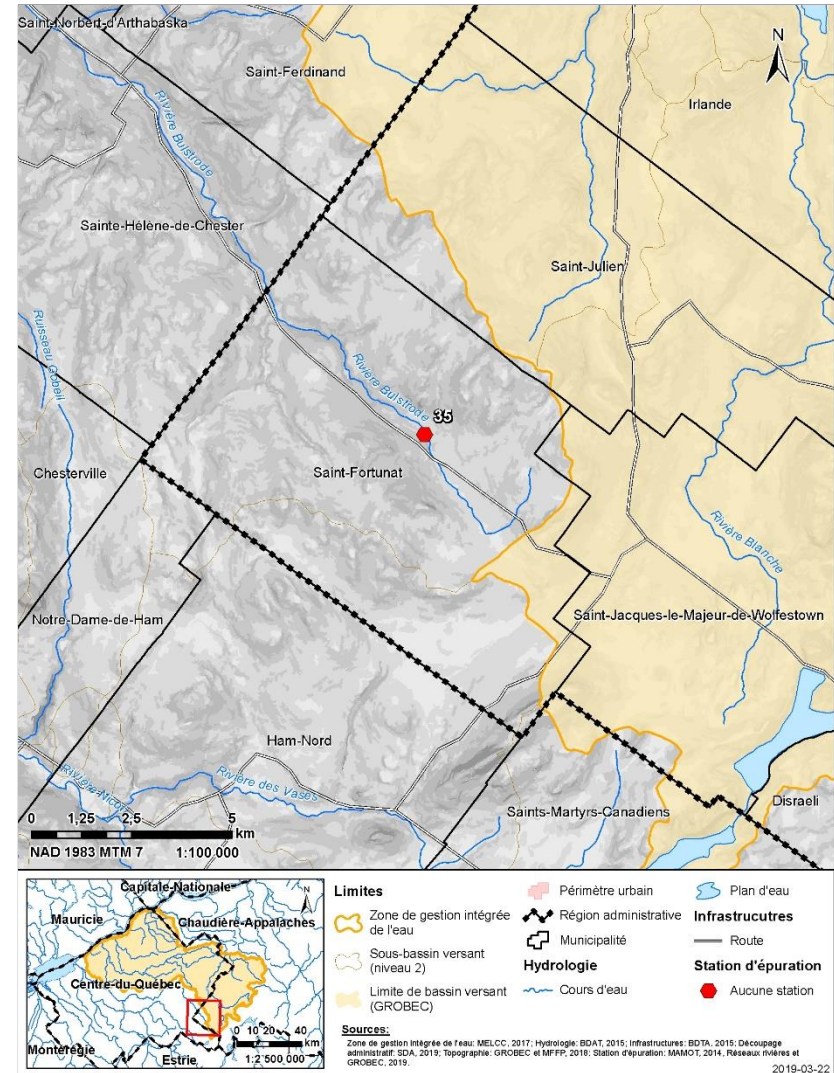 Saint-Norbert-d'Arthabaska
N
Saint-Ferdinand
Irlande
Rivière Bulstrode
Sainte-Hélène-de-Chester
Saint-Julien
Ruisseau Gobeil
Rivière Bulstrode
35
Chesterville
Saint-Fortunat
Rivière Blanche
Notre-Dame-de-Ham
Saint-Jacques-le-Majeur-de-Wolfestown
Ham-Nord
Rivière Nicolet
Rivière des Vases
Saints-Martyrs-Canadiens
Disraeli
0 1,25 2,5 5
km
NAD 1983 MTM 7 1:100 000
Capitale-Nationale
N
Mauricie
Chaudière-Appalaches
Centre-du-Québec
Montérégie
Estrie
0 10 20 40
km
1:2 500 000
Limites
Zone de gestion intégrée
de l'eau
Sous-bassin versant
(niveau 2)
Limite de bassin versant
(GROBEC)
Périmètre urbain
Région administrative
Municipalité
Hydrologie
Cours d'eau
Plan d'eau
Infrastrucutres
Route
Station d'épuration
Aucune station
Sources:
Zone de gestion intégrée de l'eau: MELCC, 2017; Hydrologie: BDAT, 2015; Infrastructures: BDTA, 2015; Découpage
administratif: SDA, 2019; Topographie: GROBEC et MFFP, 2018; Station d'épuration: MAMOT, 2014, Réseaux rivières et
GROBEC, 2019.
2019-03-22